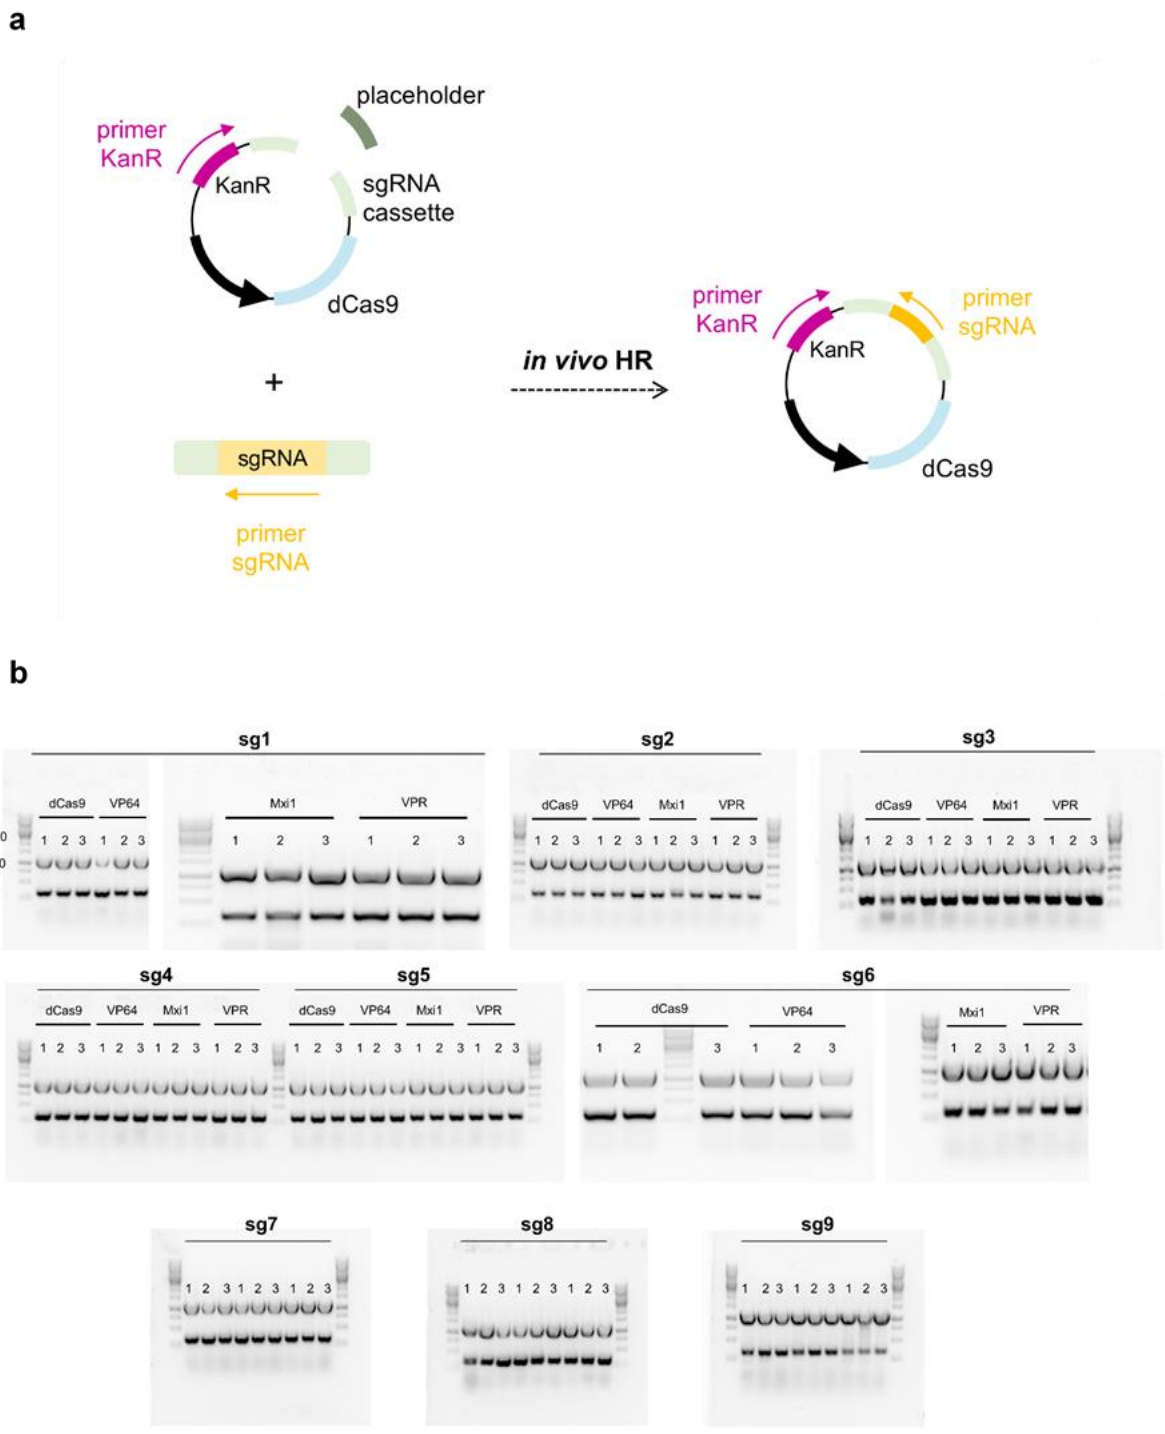 a
placeholder
primer
KanR
KanR
sgRNA
cassette
dCas9
+
sgRNA
primer
sgRNA
in vivo HR
primer
KanR
primer
sgRNA
KanR
dCas9
b
sg1
dCas9 VP64
1 2 3 1 2 3
0
0
Mxi1 VPR
1 2 3 1 2 3
sg2
dCas9 VP64 Mxi1 VPR
1 2 3 1 2 3 1 2 3 1 2 3
sg3
dCas9 VP64 Mxi1 VPR
1 2 3 1 2 3 1 2 3 1 2 3
sg4
dCas9 VP64 Mxi1 VPR
1 2 3 1 2 3 1 2 3 1 2 3
sg5
dCas9 VP64 Mxi1 VPR
1 2 3 1 2 3 1 2 3 1 2 3
sg6
dCas9 VP64
1 2 3 1 2 3
Mxi1 VPR
1 2 3 1 2 3
sg7
1 2 3 1 2 3 1 2 3
sg8
1 2 3 1 2 3 1 2 3
sg9
1 2 3 1 2 3 1 2 3